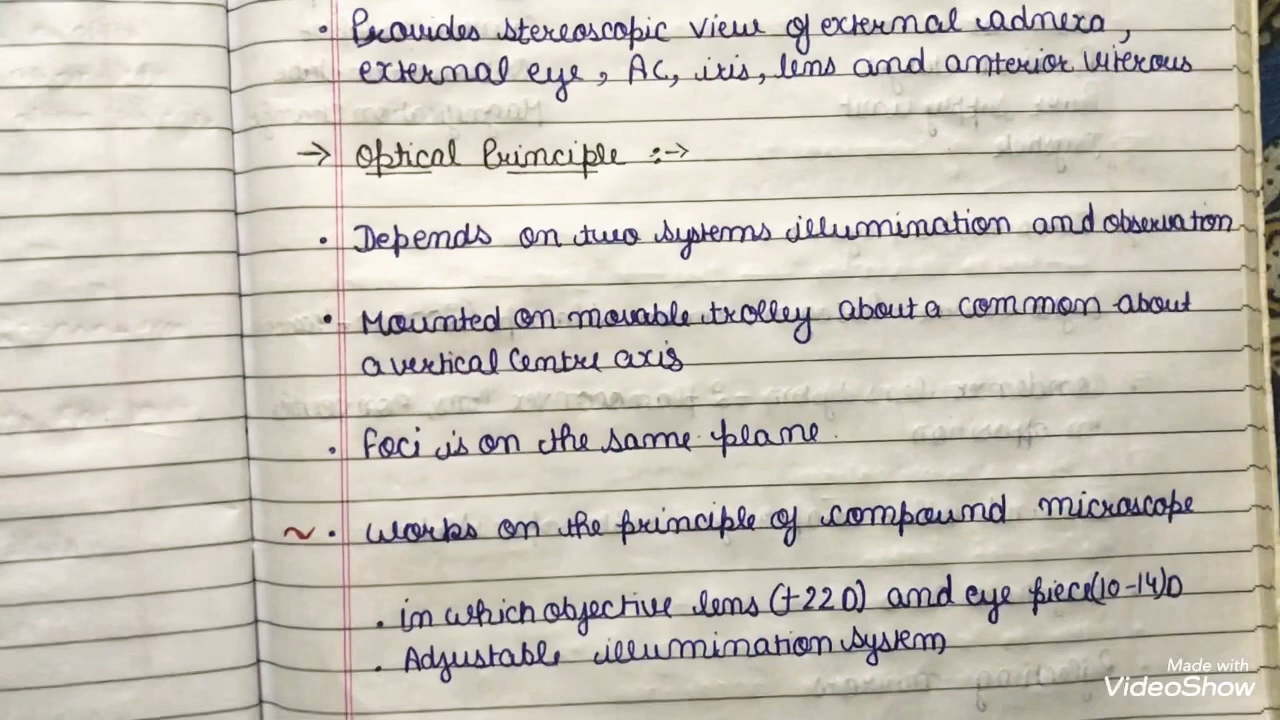 • Provides stereoscopic view of external adnexa,
external eye, AC, iris, lens and anterior viterous
→ Optical Principle :→
• Depends on two systems illumination and observation
• Mounted on movable trolley about a common about
a vertical centre axis
• foci is on the same plane.
~ • works on the principle of compound microscope
• in which objective lens (+22D) and eye piece(10-14)D
• Adjustable illumination system
Made with
VideoShow